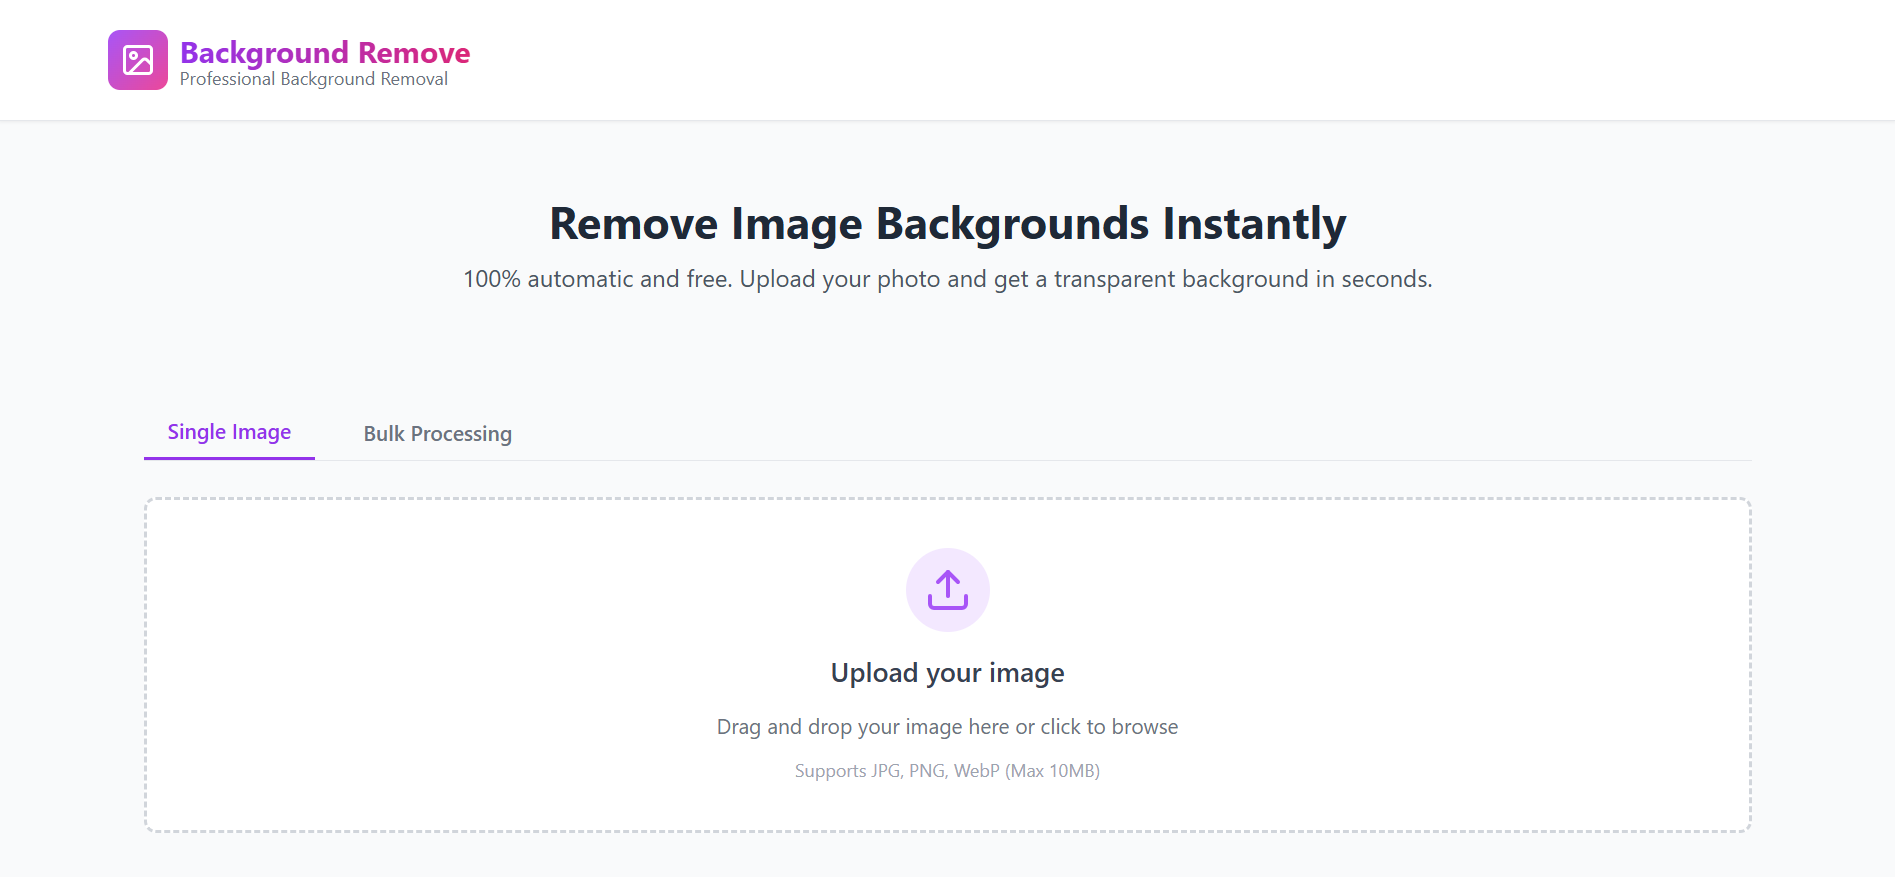 Background Remove
Professional Background Removal
Remove Image Backgrounds Instantly
100% automatic and free. Upload your photo and get a transparent background in seconds.
Single Image
Bulk Processing
Upload your image
Drag and drop your image here or click to browse
Supports JPG, PNG, WebP (Max 10MB)